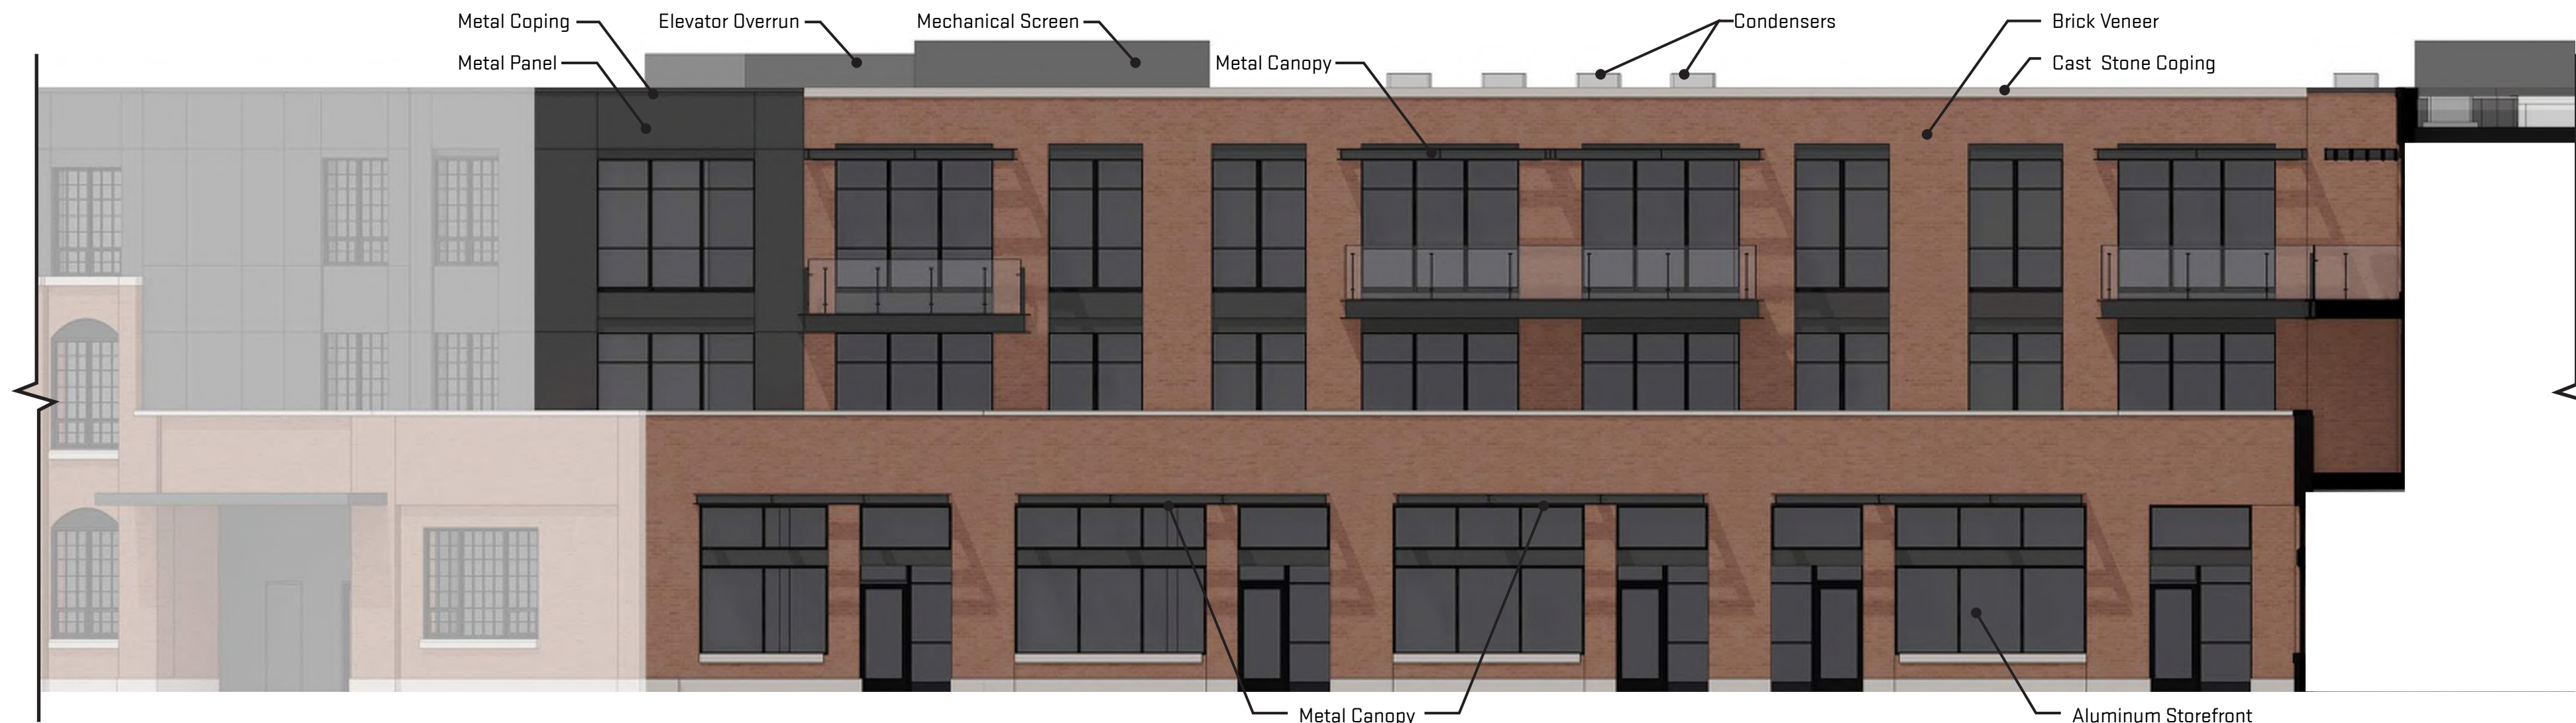 Metal Coping
Elevator Overrun
Mechanical Screen
Condensers
Brick Veneer
Metal Panel
Metal Canopy
Cast Stone Coping
Metal Canopy
Aluminum Storefront